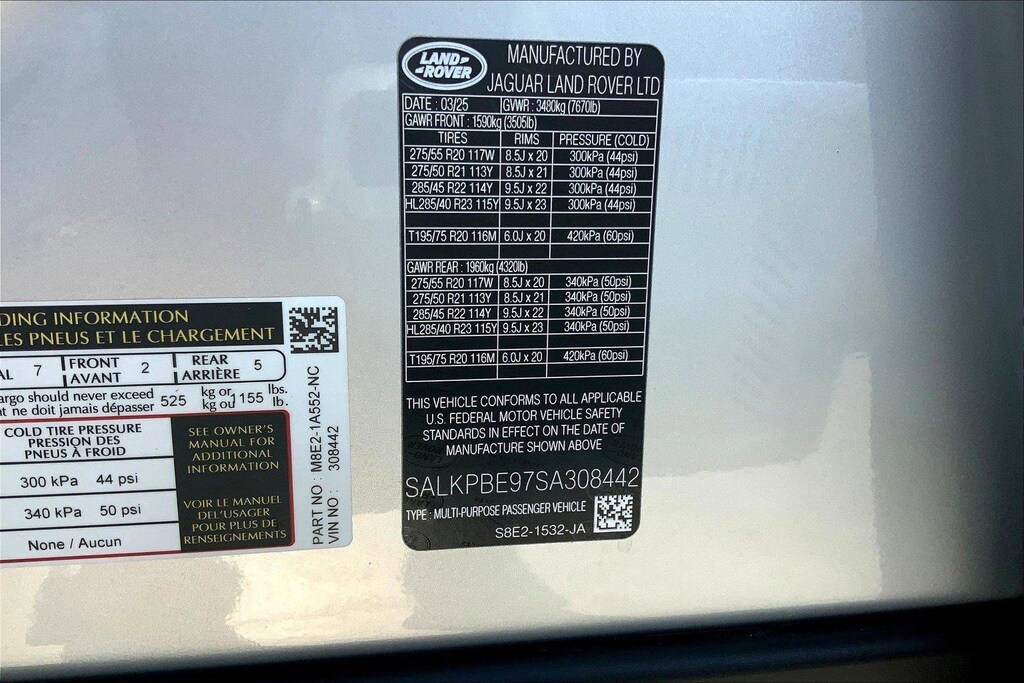 LAND-
-ROVER
MANUFACTURED BY
JAGUAR LAND ROVER LTD
DATE : 03/25 GVWR : 3480kg (7670lb)
GAWR FRONT : 1590kg (3505lb)
TIRES RIMS PRESSURE (COLD)
275/55 R20 117W 8.5J x 20 300kPa (44psi)
275/50 R21 113Y 8.5J x 21 300kPa (44psi)
285/45 R22 114Y 9.5J x 22 300kPa (44psi)
HL285/40 R23 115Y 9.5J x 23 300kPa (44psi)
T195/75 R20 116M 6.0J x 20 420kPa (60psi)
GAWR REAR : 1960kg (4320lb)
275/55 R20 117W 8.5J x 20 340kPa (50psi)
275/50 R21 113Y 8.5J x 21 340kPa (50psi)
285/45 R22 114Y 9.5J x 22 340kPa (50psi)
HL285/40 R23 115Y 9.5J x 23 340kPa (50psi)
T195/75 R20 116M 6.0J x 20 420kPa (60psi)
THIS VEHICLE CONFORMS TO ALL APPLICABLE
U.S. FEDERAL MOTOR VEHICLE SAFETY
STANDARDS IN EFFECT ON THE DATE OF
MANUFACTURE SHOWN ABOVE
SALKPBE97SA308442
TYPE : MULTI-PURPOSE PASSENGER VEHICLE
S8E2-1532-JA
DING INFORMATION
LES PNEUS ET LE CHARGEMENT
AL 7 FRONT 2 REAR 5
AVANT ARRIÈRE
argo should never exceed 525 kg or 1155 lbs.
nt ne doit jamais dépasser kg ou lb.
COLD TIRE PRESSURE
PRESSION DES
PNEUS À FROID
300 kPa 44 psi
340 kPa 50 psi
None / Aucun
SEE OWNER'S
MANUAL FOR
ADDITIONAL
INFORMATION
VOIR LE MANUEL
DEL'USAGER
POUR PLUS DE
RENSEIGNEMENTS
PART NO : M8E2-1A552-NC
VIN NO : 308442